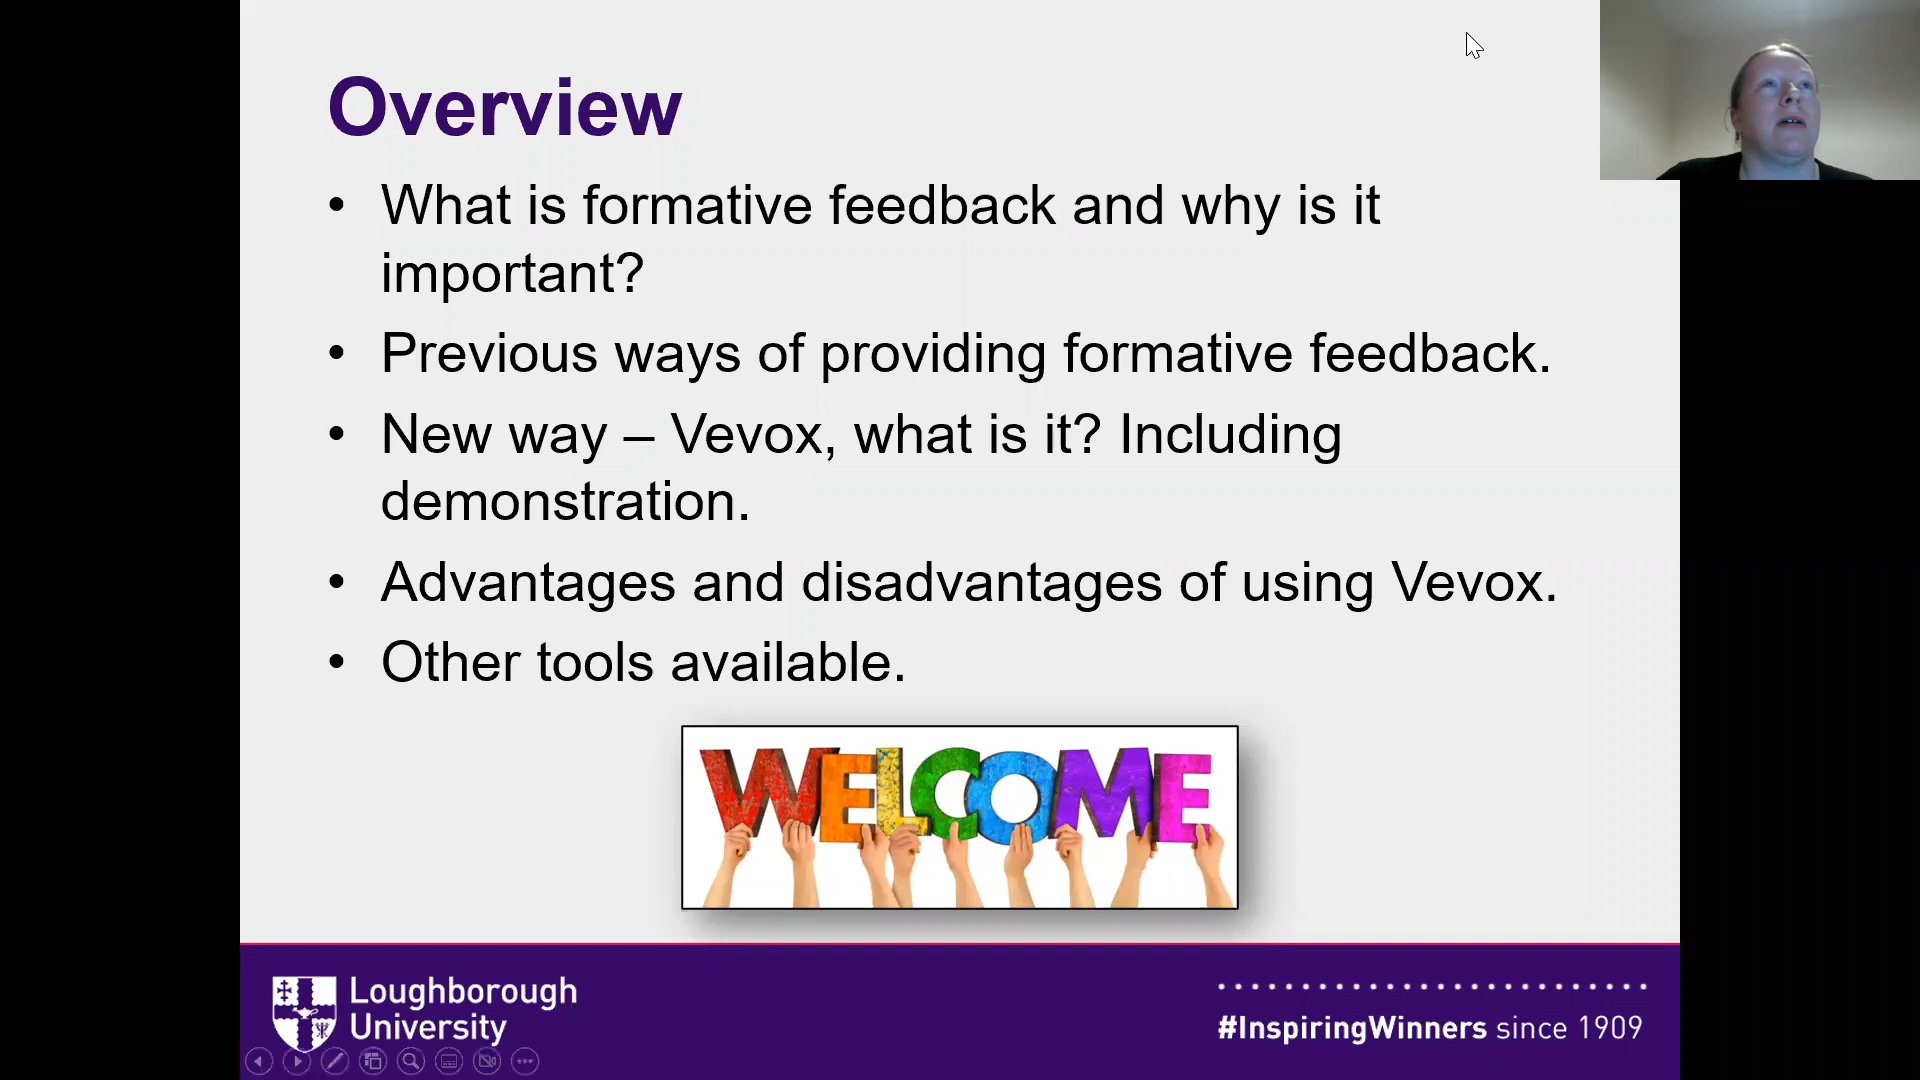 Overview
• What is formative feedback and why is it
important?
• Previous ways of providing formative feedback.
• New way – Vevox, what is it? Including
demonstration.
• Advantages and disadvantages of using Vevox.
• Other tools available.
WELCOME
Loughborough
University
#InspiringWinners since 1909